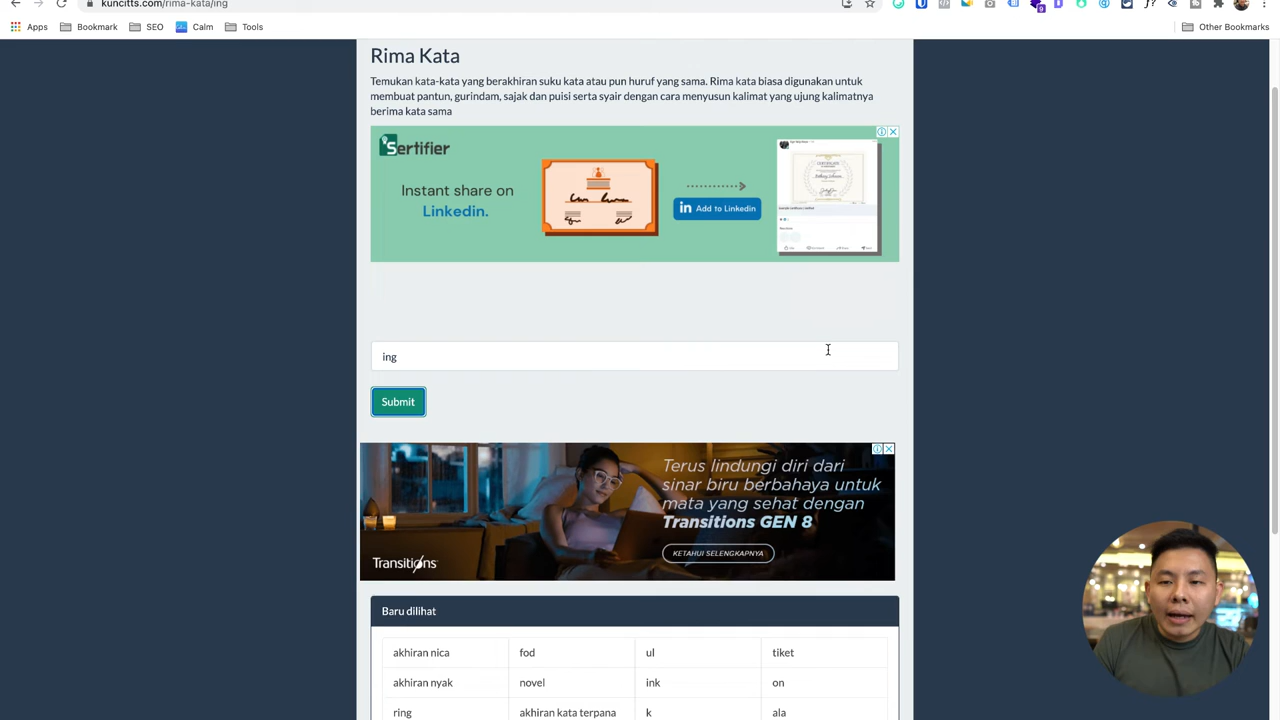 kuncitts.com/rima-kata/ing
Apps
Bookmark
SEO
Calm
Tools
Other Bookmarks
Rima Kata
Temukan kata-kata yang berakhiran suku kata atau pun huruf yang sama. Rima kata biasa digunakan untuk
membuat pantun, gurindam, sajak dan puisi serta syair dengan cara menyusun kalimat yang ujung kalimatnya
berima kata sama
Sertifier
Instant share on
Linkedin.
in Add to Linkedin
ing
Submit
Terus lindungi diri dari
sinar biru berbahaya untuk
mata yang sehat dengan
Transitions GEN 8
KETAHUI SELENGKAPNYA
Transitions
Baru dilihat
akhiran nica fod ul tiket
akhiran nyak novel ink on
ring akhiran kata terpana k ala